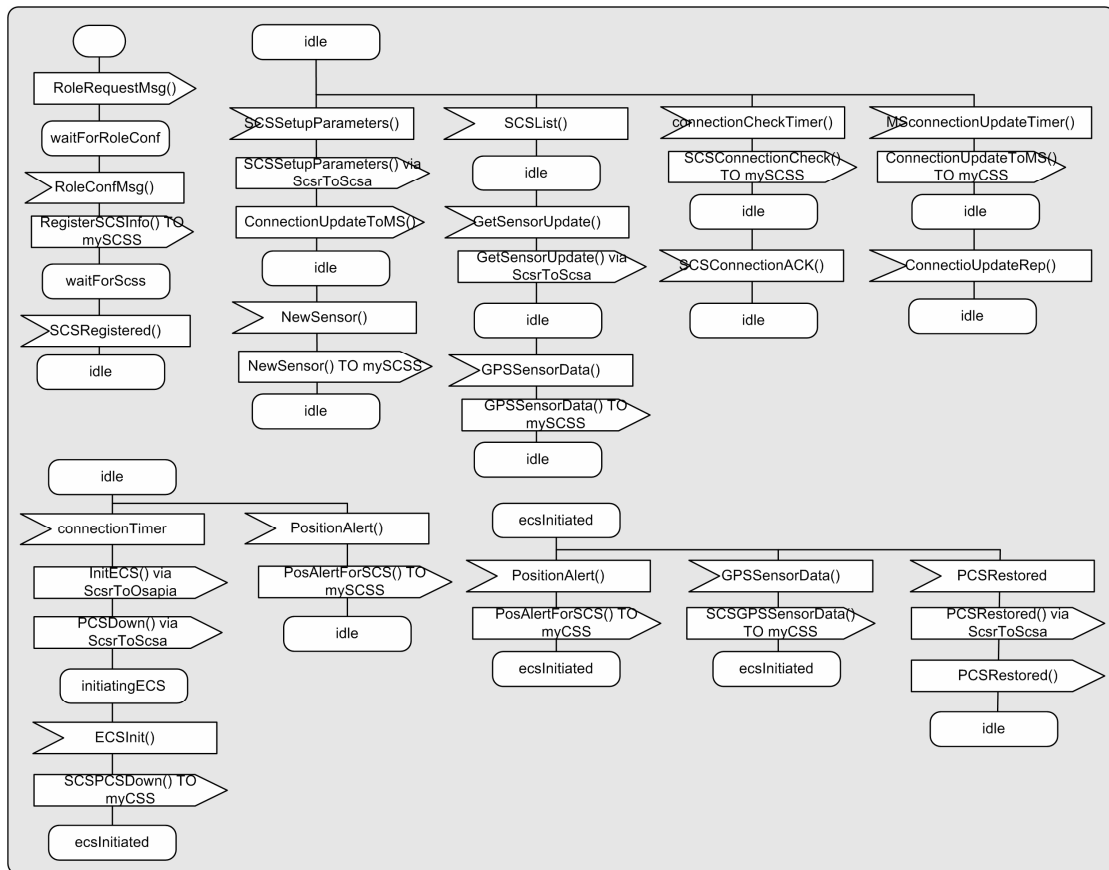 RoleRequestMsg()
waitForRoleConf
RoleConfMsg()
RegisterSCSInfo() TO
mySCSS
waitForScss
SCSRegistered()
idle
idle
SCSSetupParameters()
SCSSetupParameters() via
ScsrToScsa
ConnectionUpdateToMS()
idle
NewSensor()
NewSensor() TO mySCSS
idle
SCSList()
idle
GetSensorUpdate()
GetSensorUpdate() via
ScsrToScsa
idle
GPSSensorData()
GPSSensorData() TO
mySCSS
idle
connectionCheckTimer()
SCSConnectionCheck()
TO mySCSS
idle
SCSConnectionACK()
idle
MSconnectionUpdateTimer()
ConnectionUpdateToMS()
TO myCSS
idle
ConnectioUpdateRep()
idle
idle
connectionTimer
InitECS() via
ScsrToOsapia
PCSDown() via
ScsrToScsa
initiatingECS
ECSInit()
SCSPCSDown() TO
myCSS
ecsInitiated
PositionAlert()
PosAlertForSCS() TO
mySCSS
idle
ecsInitiated
PositionAlert()
PosAlertForSCS() TO
myCSS
ecsInitiated
GPSSensorData()
SCSGPSSensorData()
TO myCSS
ecsInitiated
PCSRestored
PCSRestored() via
ScsrToScsa
PCSRestored()
idle